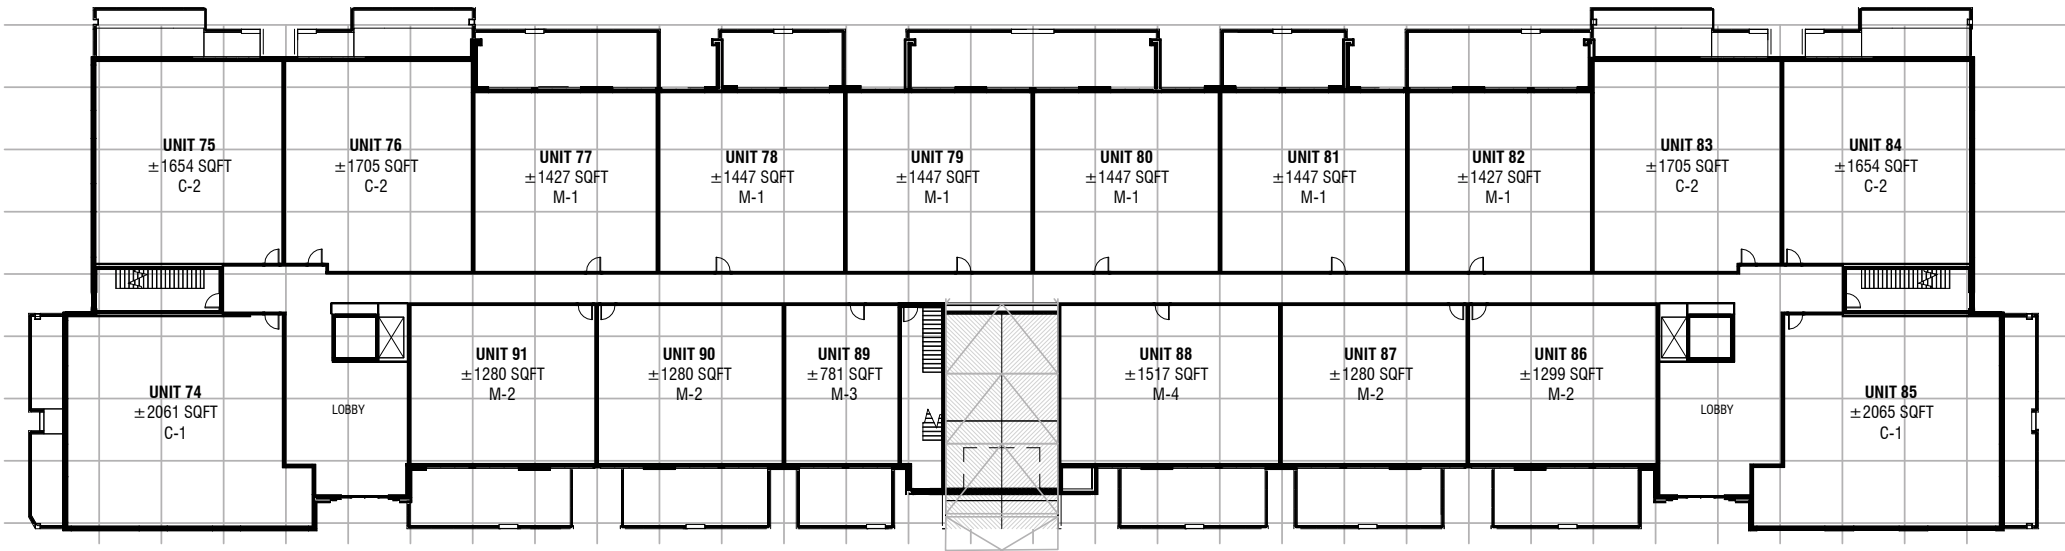 UNIT 75
±1654 SQFT
C-2
UNIT 76
±1705 SQFT
C-2
UNIT 77
±1427 SQFT
M-1
UNIT 78
±1447 SQFT
M-1
UNIT 79
±1447 SQFT
M-1
UNIT 80
±1447 SQFT
M-1
UNIT 81
±1447 SQFT
M-1
UNIT 82
±1427 SQFT
M-1
UNIT 83
±1705 SQFT
C-2
UNIT 84
±1654 SQFT
C-2
UNIT 74
±2061 SQFT
C-1
LOBBY
UNIT 91
±1280 SQFT
M-2
UNIT 90
±1280 SQFT
M-2
UNIT 89
±781 SQFT
M-3
UNIT 88
±1517 SQFT
M-4
UNIT 87
±1280 SQFT
M-2
UNIT 86
±1299 SQFT
M-2
LOBBY
UNIT 85
±2065 SQFT
C-1